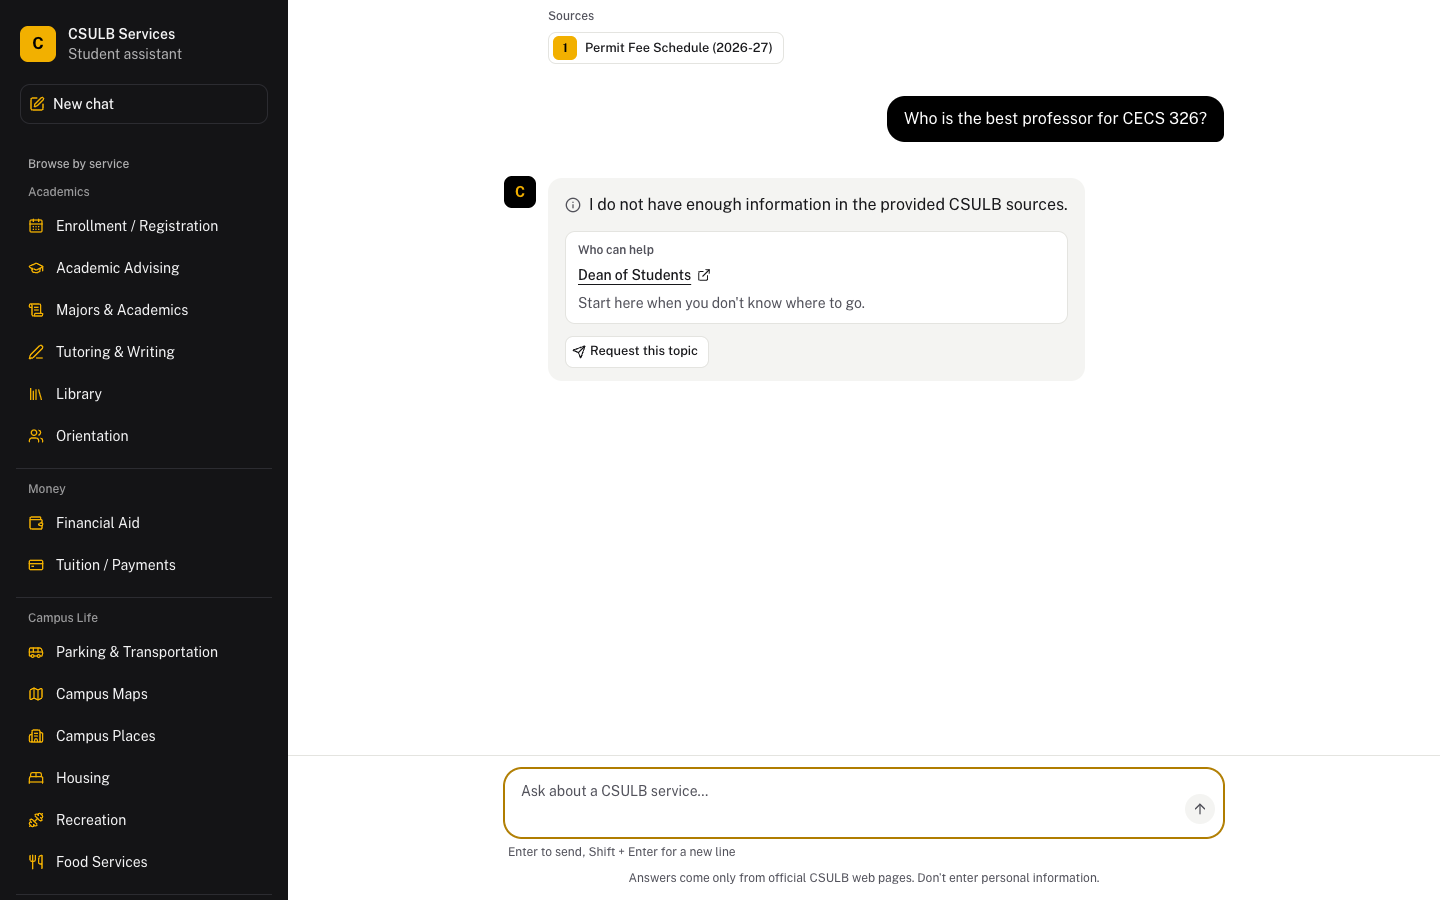 C
CSULB Services
Student assistant
New chat
Browse by service
Academics
Enrollment / Registration
Academic Advising
Majors & Academics
Tutoring & Writing
Library
Orientation
Money
Financial Aid
Tuition / Payments
Campus Life
Parking & Transportation
Campus Maps
Campus Places
Housing
Recreation
Food Services
Sources
1 Permit Fee Schedule (2026-27)
Who is the best professor for CECS 326?
C
I do not have enough information in the provided CSULB sources.
Who can help
Dean of Students
Start here when you don't know where to go.
Request this topic
Ask about a CSULB service...
Enter to send, Shift + Enter for a new line
Answers come only from official CSULB web pages. Don't enter personal information.